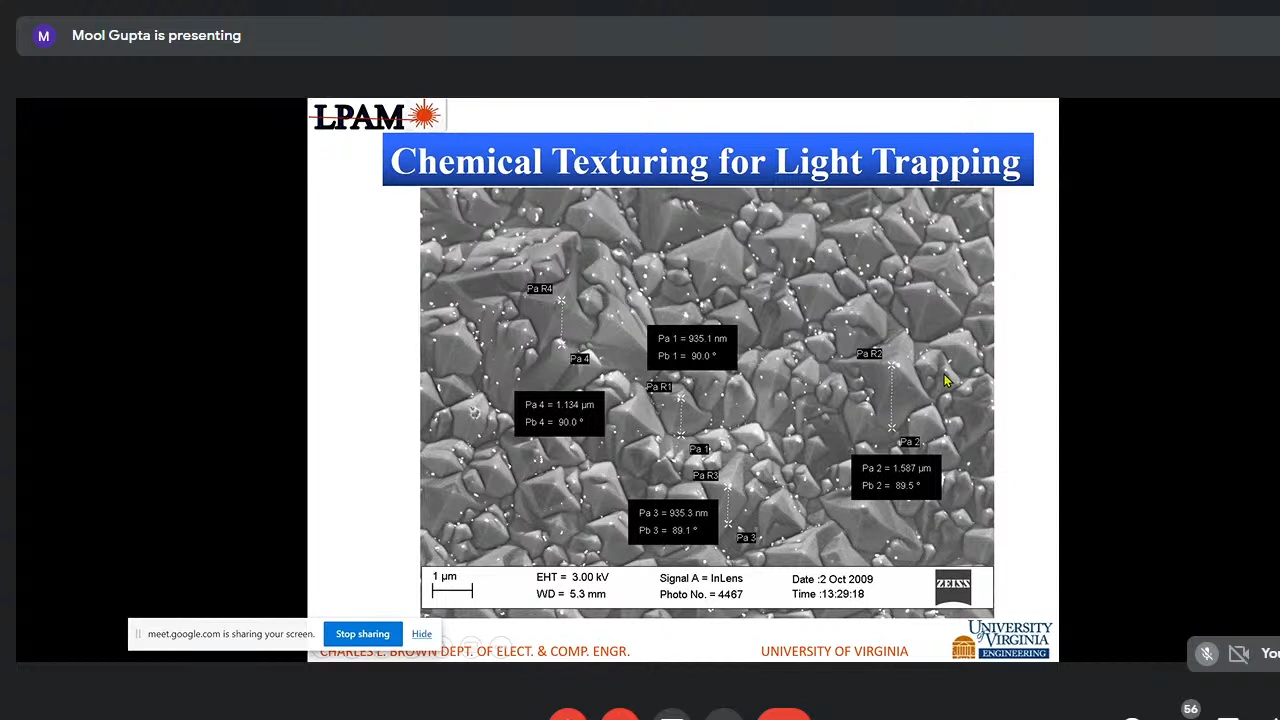 M Mool Gupta is presenting
LPAM
Chemical Texturing for Light Trapping
Pa R4
Pa 4
Pa 1 = 935.1 nm
Pb 1 = 90.0 °
Pa R2
Pa R1
Pa 4 = 1.134 µm
Pb 4 = 90.0 °
Pa 1
Pa 2
Pa R3
Pa 2 = 1.587 µm
Pb 2 = 89.5 °
Pa 3 = 935.3 nm
Pb 3 = 89.1 °
Pa 3
1 µm
EHT = 3.00 kV
WD = 5.3 mm
Signal A = InLens
Photo No. = 4467
Date :2 Oct 2009
Time :13:29:18
ZEISS
meet.google.com is sharing your screen.
Stop sharing
Hide
CHARLES L. BROWN DEPT. OF ELECT. & COMP. ENGR.
UNIVERSITY OF VIRGINIA
UNIVERSITY
of VIRGINIA
ENGINEERING
You
56